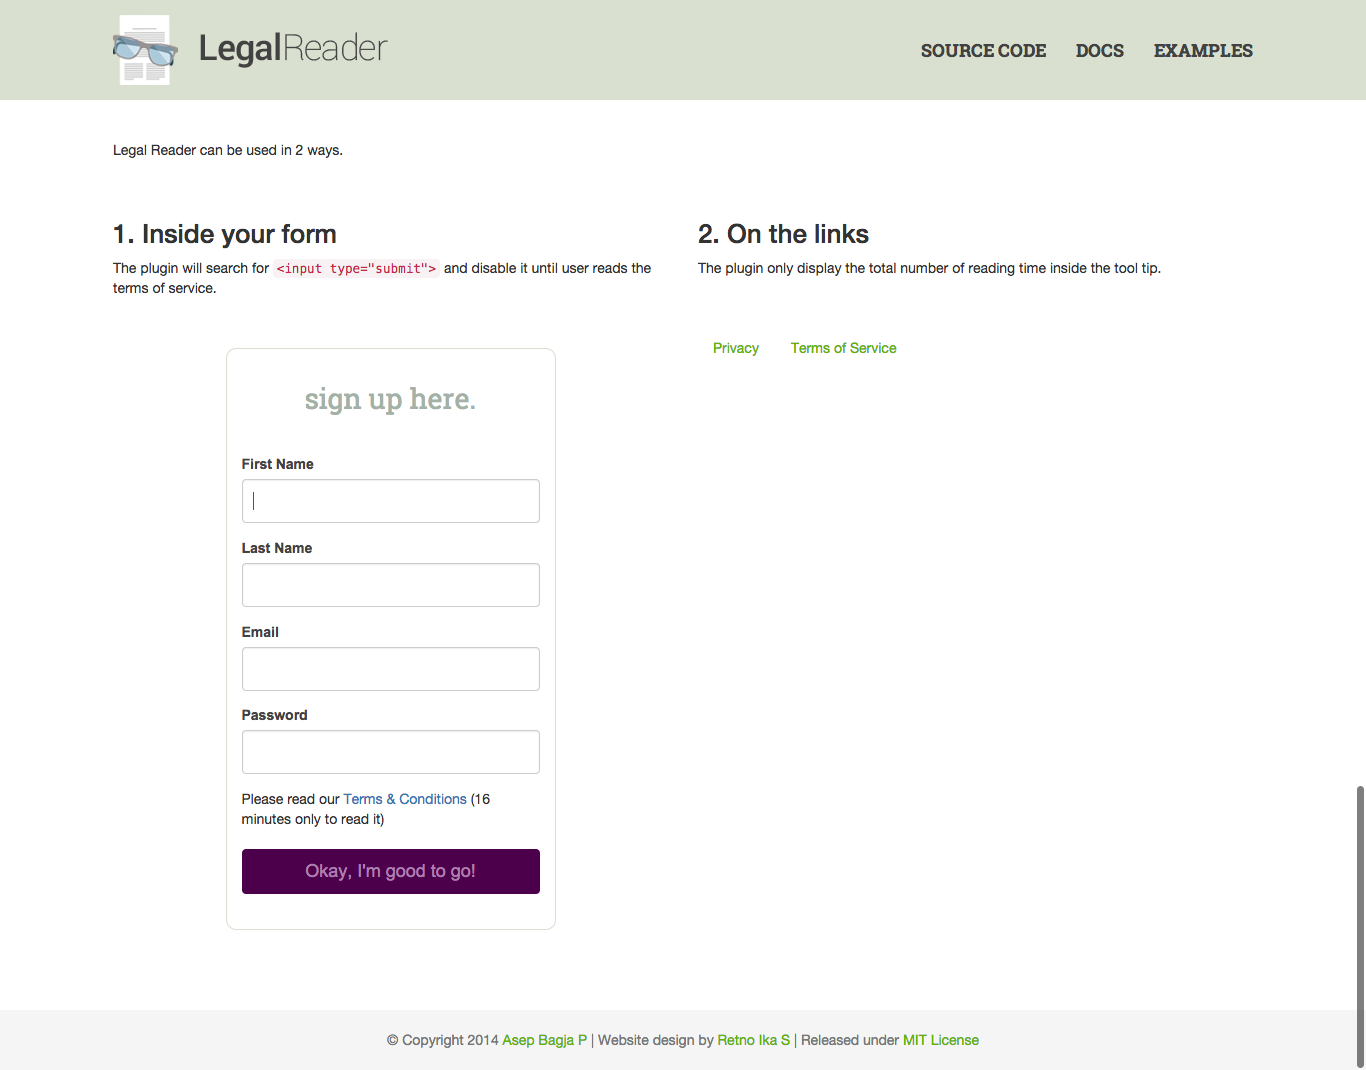 LegalReader
SOURCE CODE DOCS EXAMPLES
Legal Reader can be used in 2 ways.
1. Inside your form
The plugin will search for <input type="submit"> and disable it until user reads the
terms of service.
2. On the links
The plugin only display the total number of reading time inside the tool tip.
Privacy Terms of Service
sign up here.
First Name
Last Name
Email
Password
Please read our Terms & Conditions (16
minutes only to read it)
Okay, I'm good to go!
© Copyright 2014 Asep Bagja P | Website design by Retno Ika S | Released under MIT License